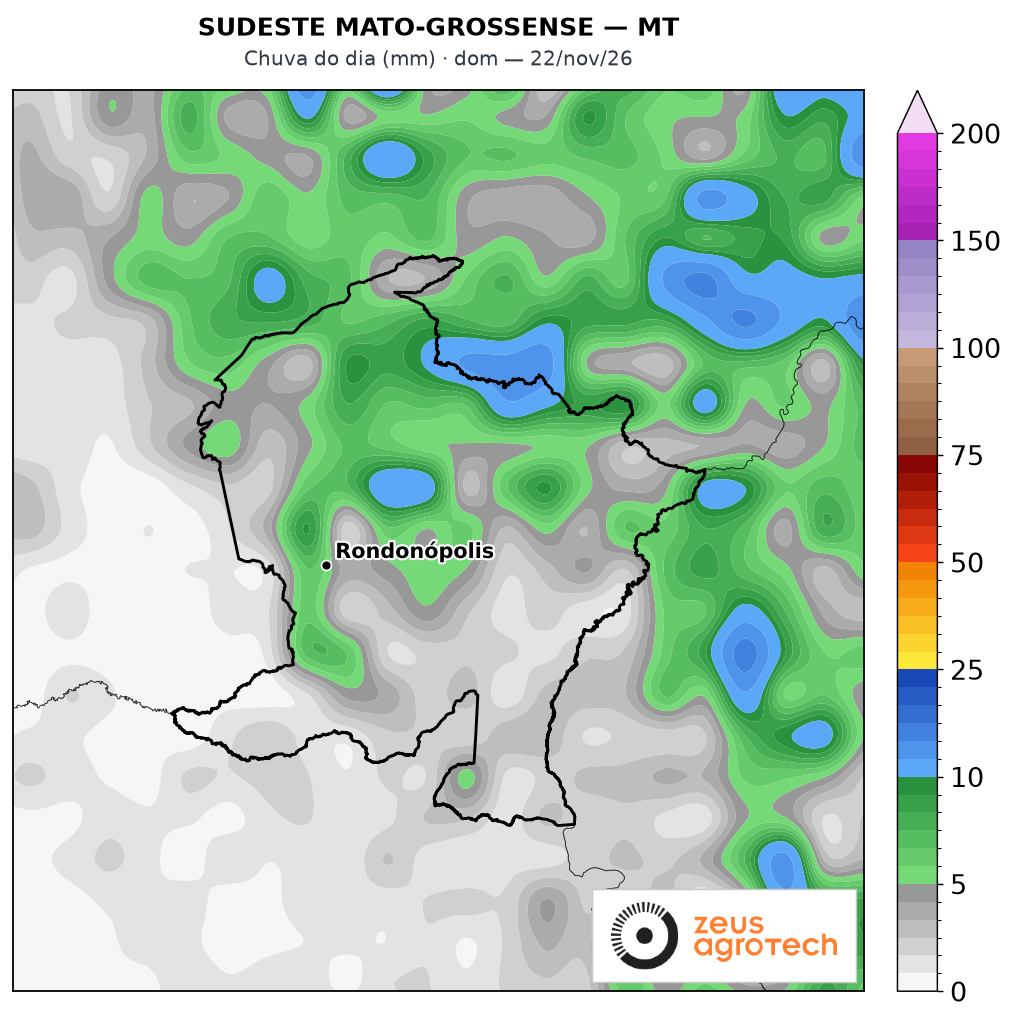 SUDESTE MATO-GROSSENSE — MT
Chuva do dia (mm) · dom — 22/nov/26
200
150
100
75
50
25
10
5
0
Rondonópolis
zeus
agrotech